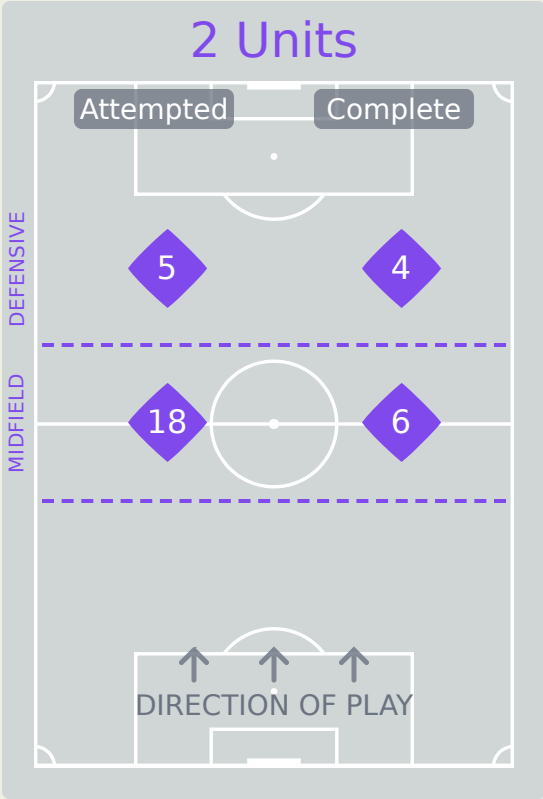 2 Units
Attempted Complete
DEFENSIVE
5 4
MIDFIELD
18 6
DIRECTION OF PLAY